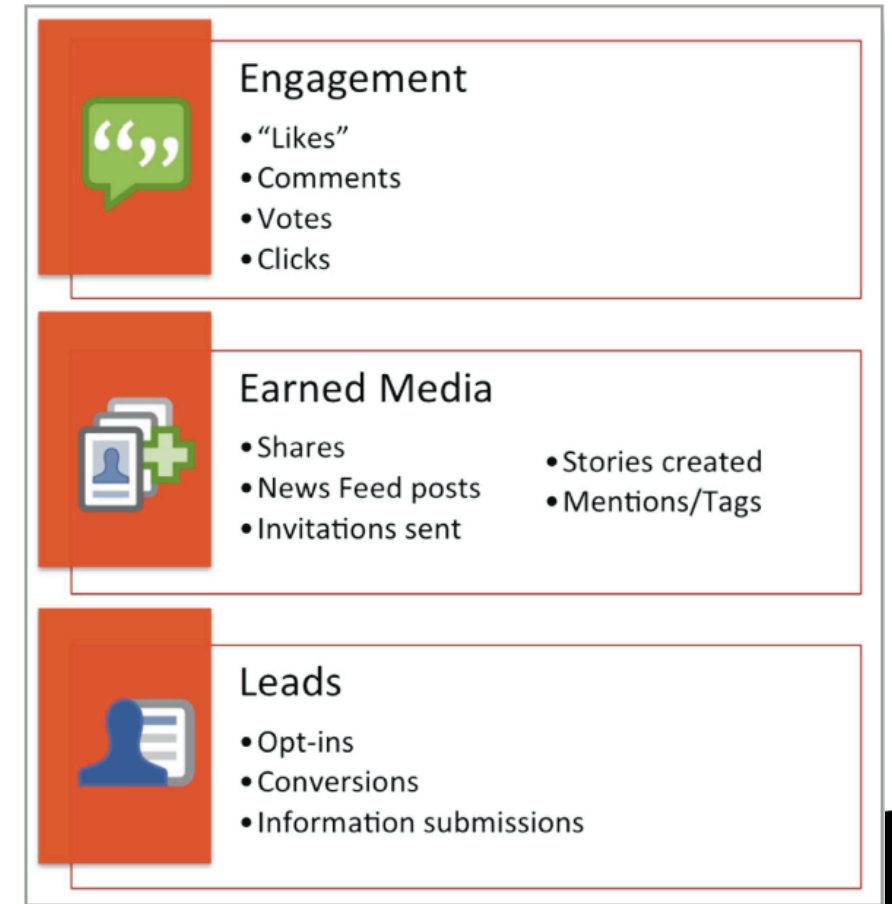 Engagement
•“Likes”
•Comments
•Votes
•Clicks
Earned Media
•Shares
•News Feed posts
•Invitations sent
•Stories created
•Mentions/Tags
Leads
•Opt-ins
•Conversions
•Information submissions